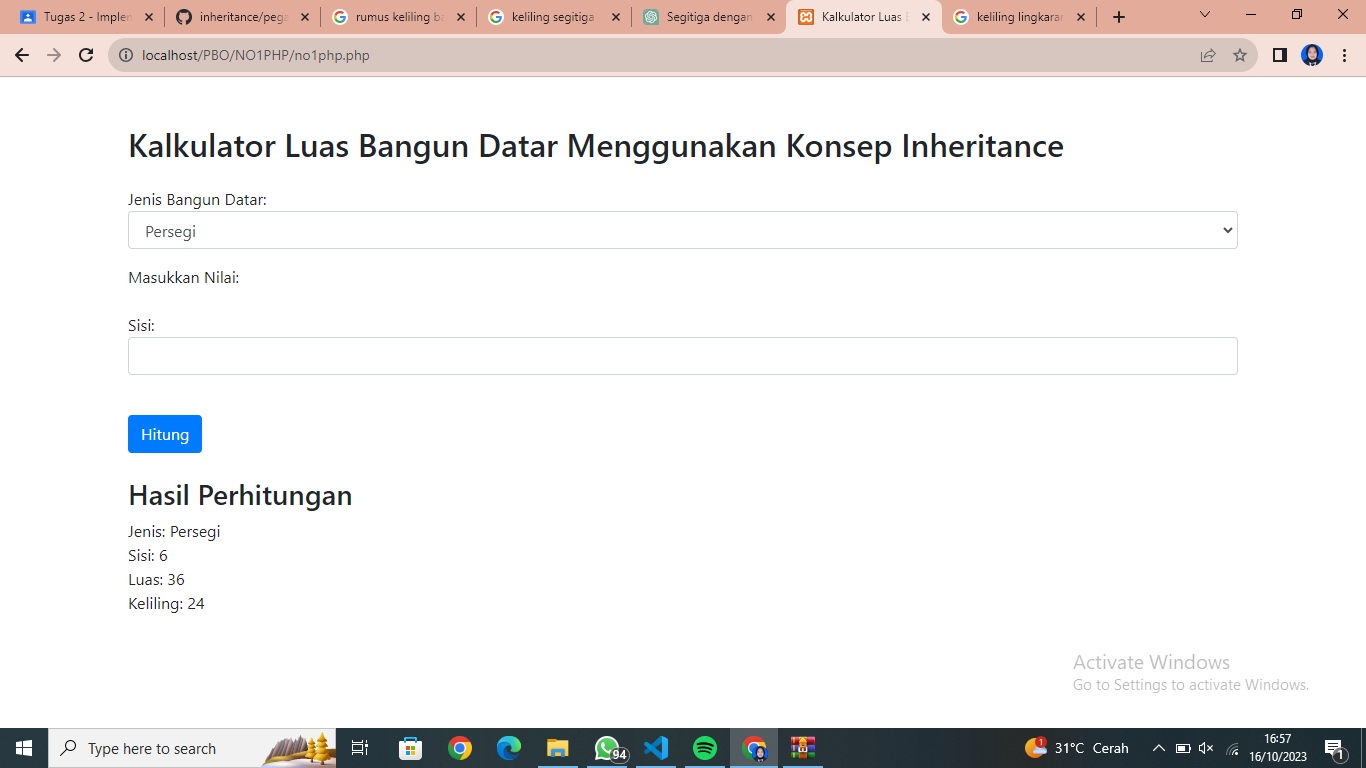 Tugas 2 - Implen
inheritance/pega
rumus keliling ba
keliling segitiga
Segitiga dengan
Kalkulator Luas B
keliling lingkaran
localhost/PBO/NO1PHP/no1php.php
Kalkulator Luas Bangun Datar Menggunakan Konsep Inheritance
Jenis Bangun Datar:
Persegi
Masukkan Nilai:
Sisi:
Hitung
Hasil Perhitungan
Jenis: Persegi
Sisi: 6
Luas: 36
Keliling: 24
Activate Windows
Go to Settings to activate Windows.
Type here to search
94
1
31°C Cerah
16:57
16/10/2023
1